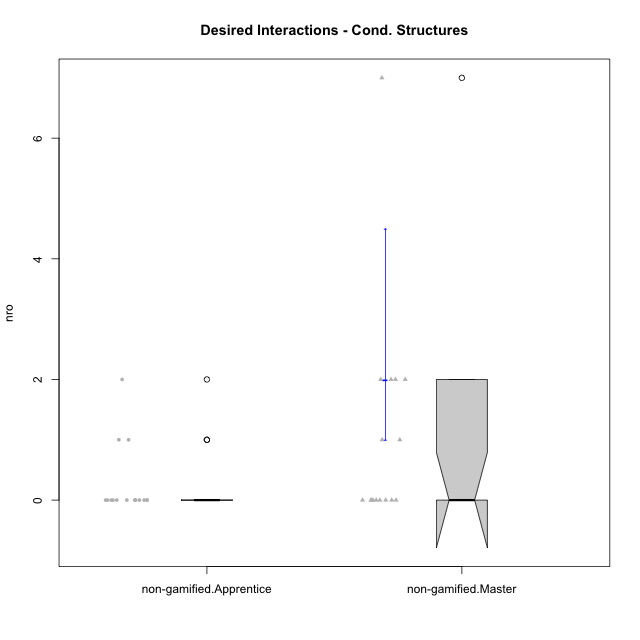 Desired Interactions - Cond. Structures
nro
6
4
2
0
non-gamified.Apprentice
non-gamified.Master